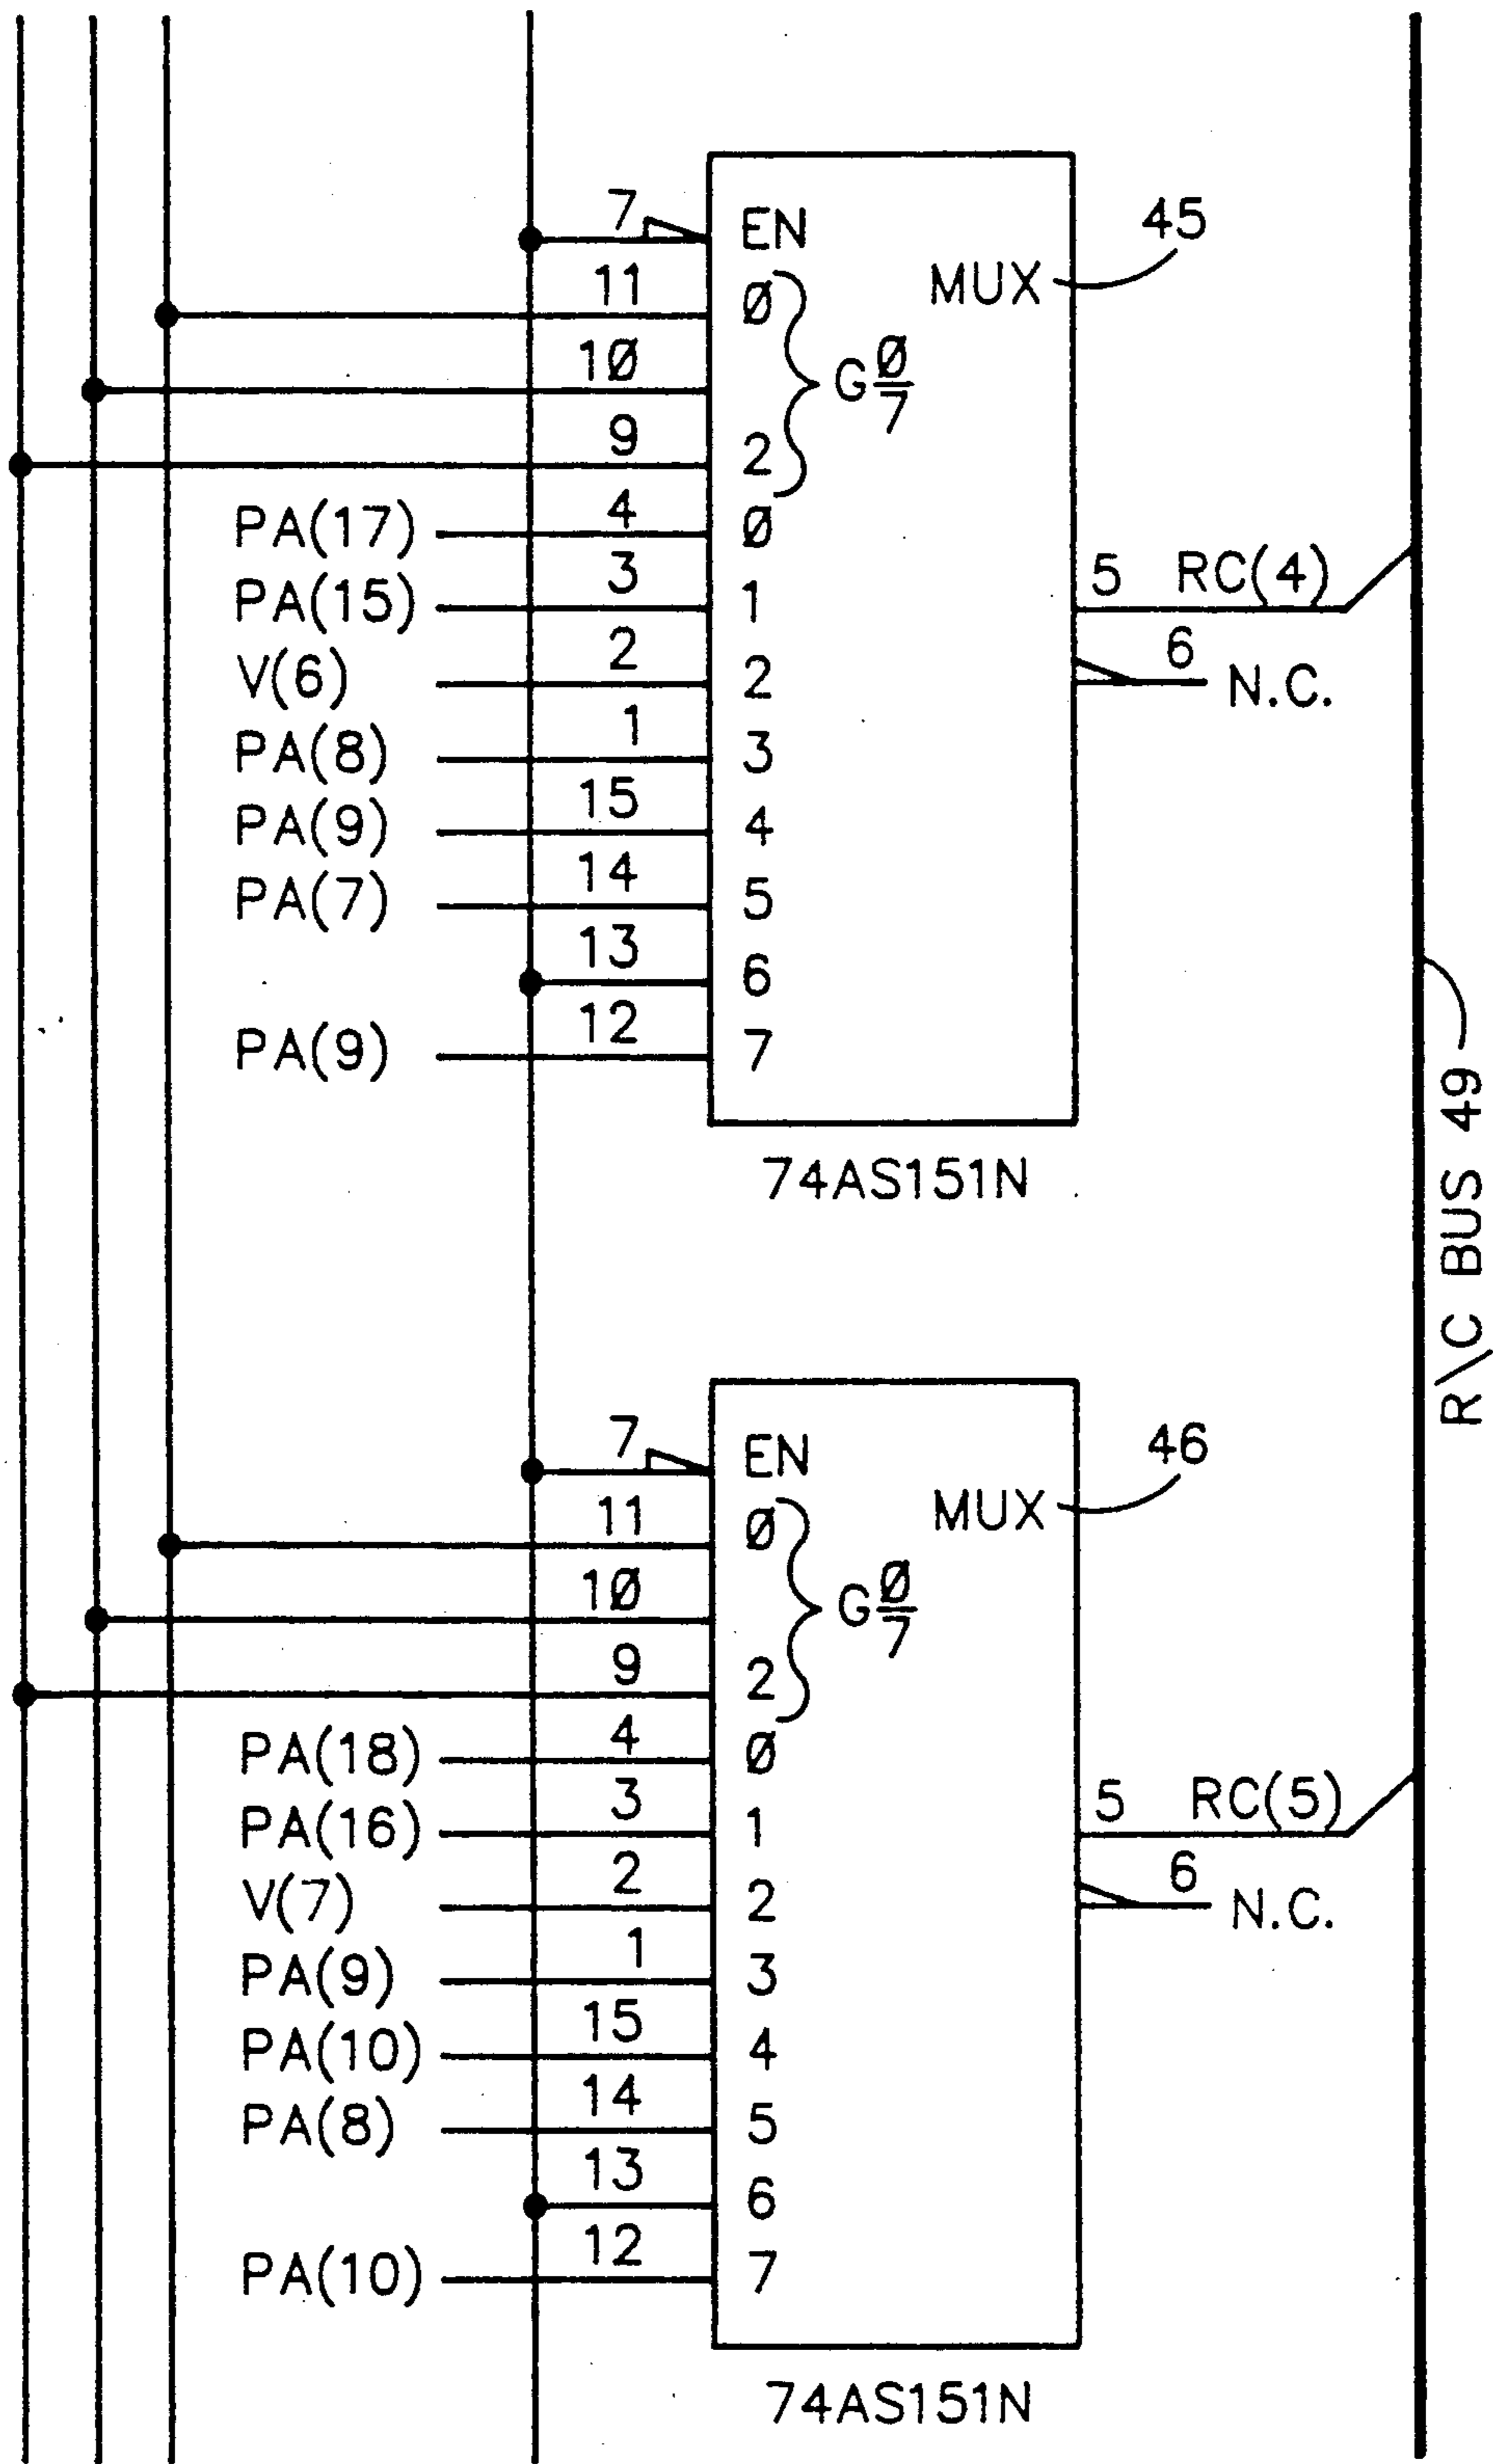 7 EN
45
11 Ø MUX
10 G Ø/7
9 2
PA(17) 4 Ø
PA(15) 3 1 5 RC(4)
V(6) 2 2 6 N.C.
PA(8) 1 3
PA(9) 15 4
PA(7) 14 5
13 6
PA(9) 12 7
74AS151N
R\C BUS 49
7 EN
46
11 Ø MUX
1Ø G Ø/7
9 2
PA(18) 4 Ø
PA(16) 3 1 5 RC(5)
V(7) 2 2 6 N.C.
PA(9) 1 3
PA(10) 15 4
PA(8) 14 5
13 6
PA(10) 12 7
74AS151N